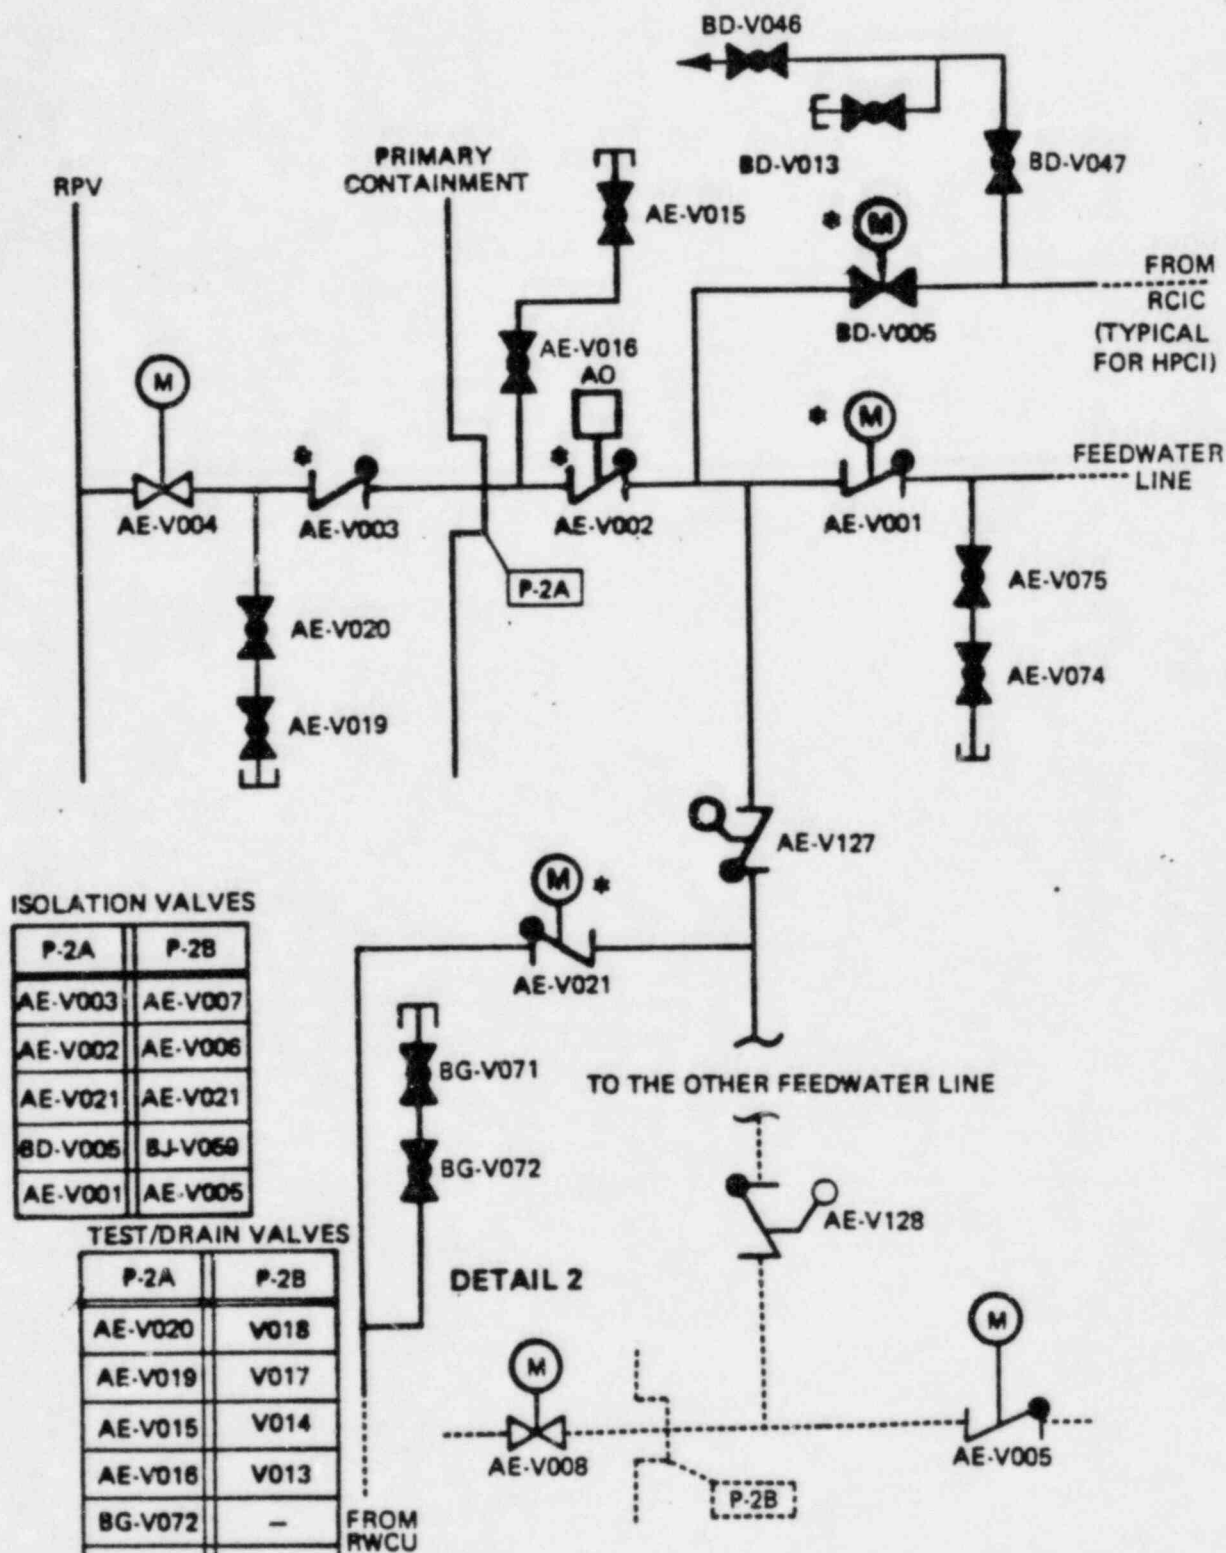 BD-V046
BD-V013
BD-V047
RPV
PRIMARY
CONTAINMENT
AE-V015
* M
BD-V005
FROM
RCIC
(TYPICAL
FOR HPCI)
AE-V016
AO
M
* M
FEEDWATER
LINE
*
*
AE-V004
AE-V003
AE-V002
AE-V001
P-2A
AE-V075
AE-V020
AE-V074
AE-V019
AE-V127
M *
AE-V021
ISOLATION VALVES
P-2A P-2B
AE-V003 AE-V007
AE-V002 AE-V006
AE-V021 AE-V021
BD-V005 BJ-V059
AE-V001 AE-V005
BG-V071
TO THE OTHER FEEDWATER LINE
BG-V072
AE-V128
TEST/DRAIN VALVES
P-2A P-2B
AE-V020 V018
AE-V019 V017
AE-V015 V014
AE-V016 V013
BG-V072 –
DETAIL 2
M
M
AE-V008
AE-V005
P-2B
FROM
RWCU